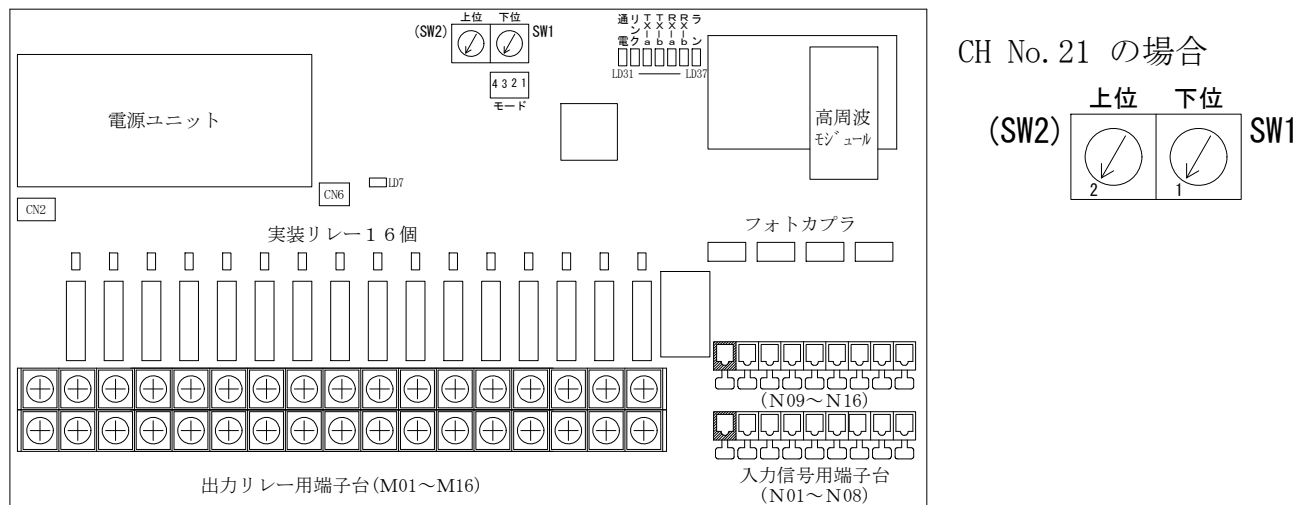 上位 下位
(SW2) SW1
4 3 2 1
モード
通電
リンク
TX-a
TX-b
RX-a
RX-b
ラン
LD31 LD37
電源ユニット
高周波
モジュール
CN2
CN6
LD7
実装リレー１６個
フォトカプラ
(N09～N16)
出力リレー用端子台(M01～M16)
入力信号用端子台
(N01～N08)
CH No.21 の場合
上位 下位
(SW2) SW1
2 1